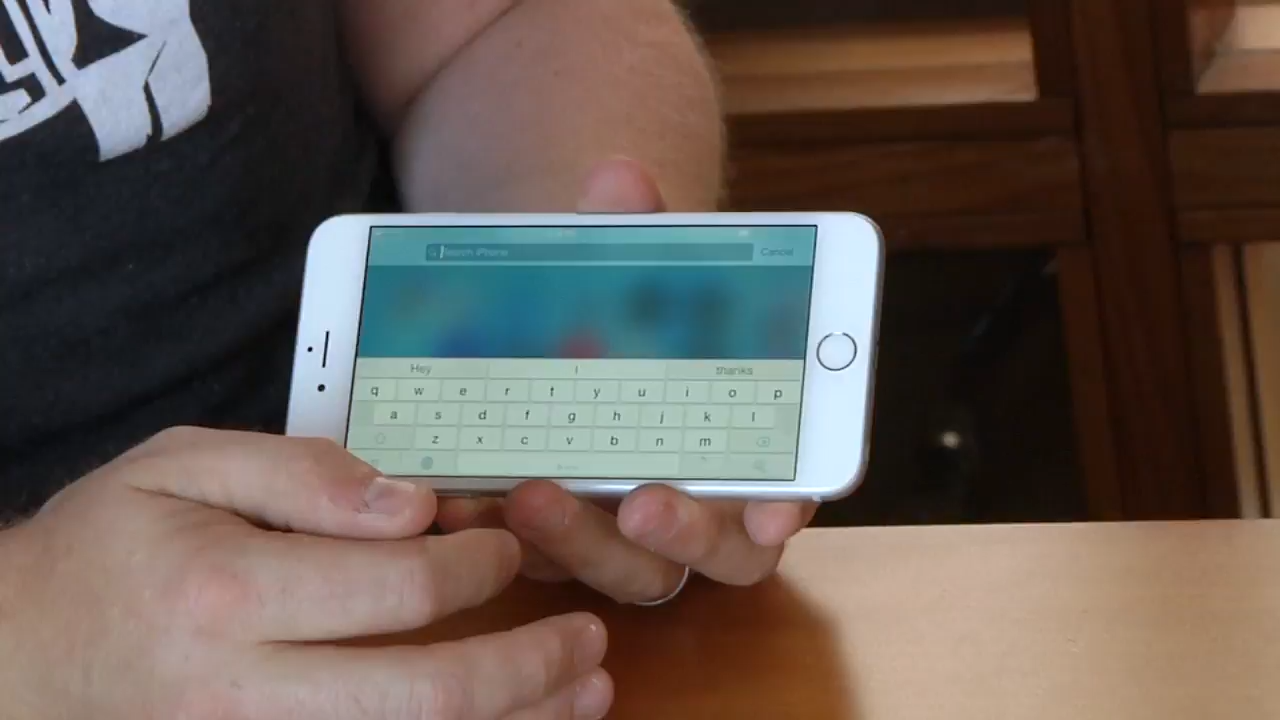 Search iPhone Cancel
Hey I thanks
q w e r t y u i o p
a s d f g h j k l
z x c v b n m